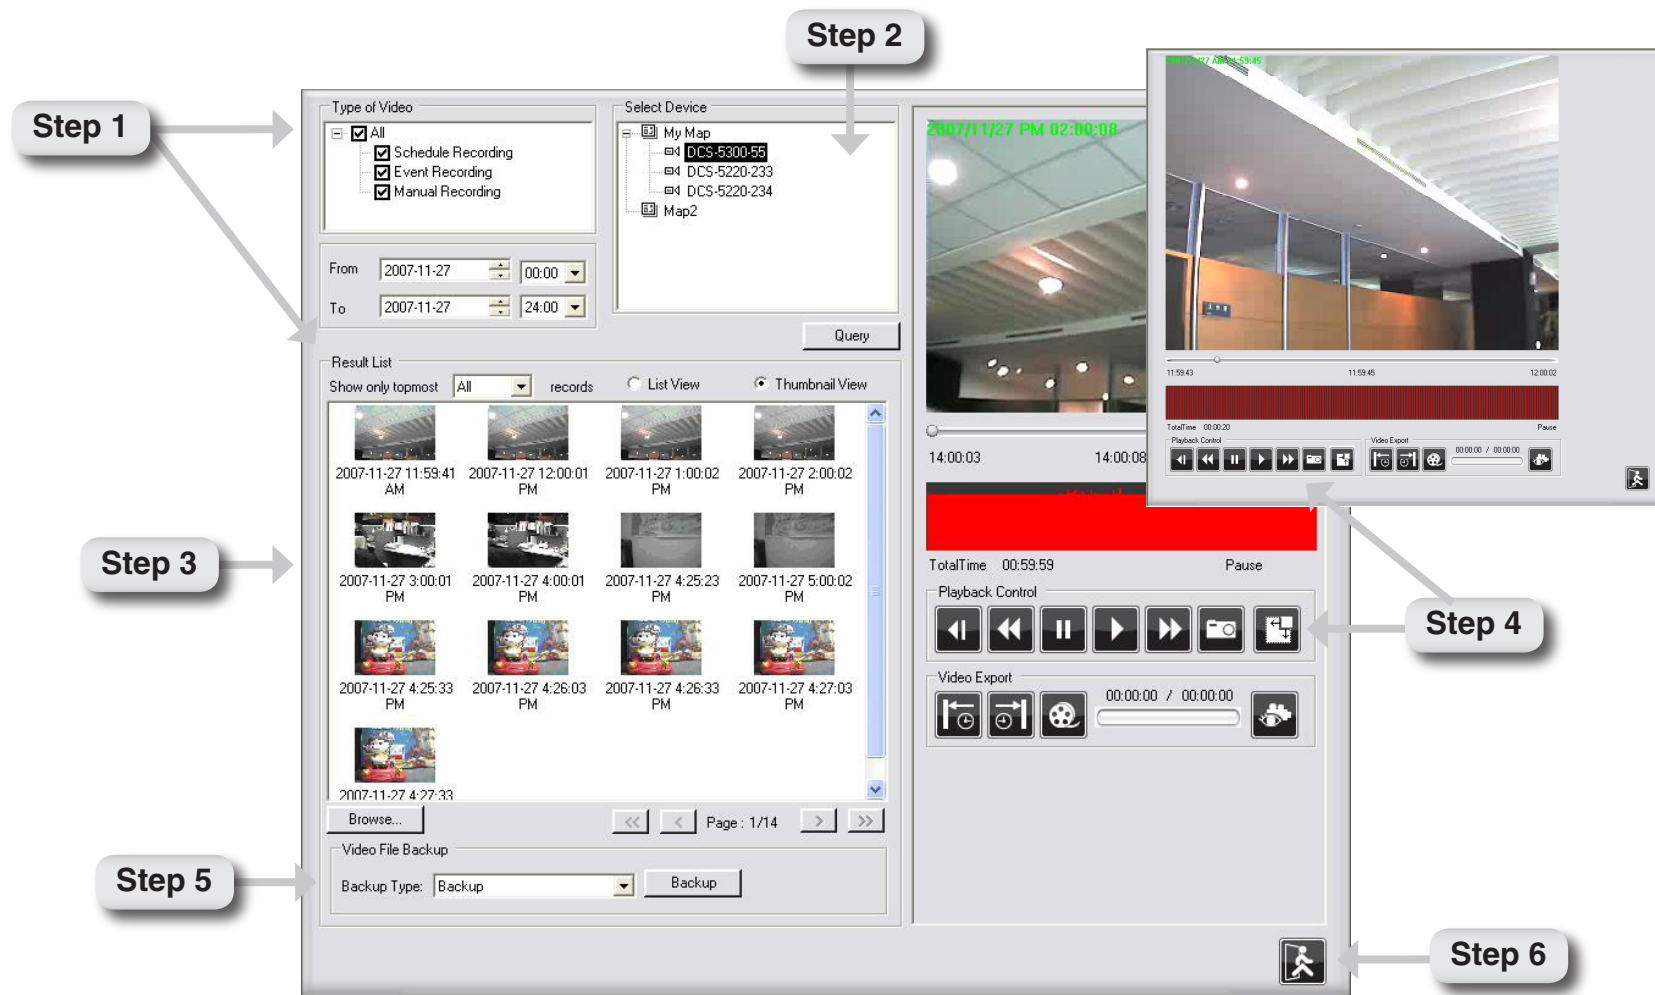 Step 1
Step 2
Step 3
Step 4
Step 5
Step 6
Type of Video
All
Schedule Recording
Event Recording
Manual Recording
From 2007-11-27 00:00
To 2007-11-27 24:00
Select Device
My Map
DCS-5300-55
DCS-5220-233
DCS-5220-234
Map2
Query
Result List
Show only topmost All records List View Thumbnail View
2007-11-27 11:59:41 AM
2007-11-27 12:00:01 PM
2007-11-27 1:00:02 PM
2007-11-27 2:00:02 PM
2007-11-27 3:00:01 PM
2007-11-27 4:00:01 PM
2007-11-27 4:25:23 PM
2007-11-27 5:00:02 PM
2007-11-27 4:25:33 PM
2007-11-27 4:26:03 PM
2007-11-27 4:26:33 PM
2007-11-27 4:27:03 PM
2007-11-27 4:27:33
Browse...
<< < Page : 1/14 > >>
Video File Backup
Backup Type: Backup Backup
2007/11/27 PM 02:00:08
14:00:03 14:00:08
TotalTime 00:59:59 Pause
Playback Control
Video Export
00:00:00 / 00:00:00
AM 11:59:45
11:59:43 11:59:45 12:00:02
TotalTime 00:00:20 Pause
Playback Control
Video Export
00:00:00 / 00:00:00